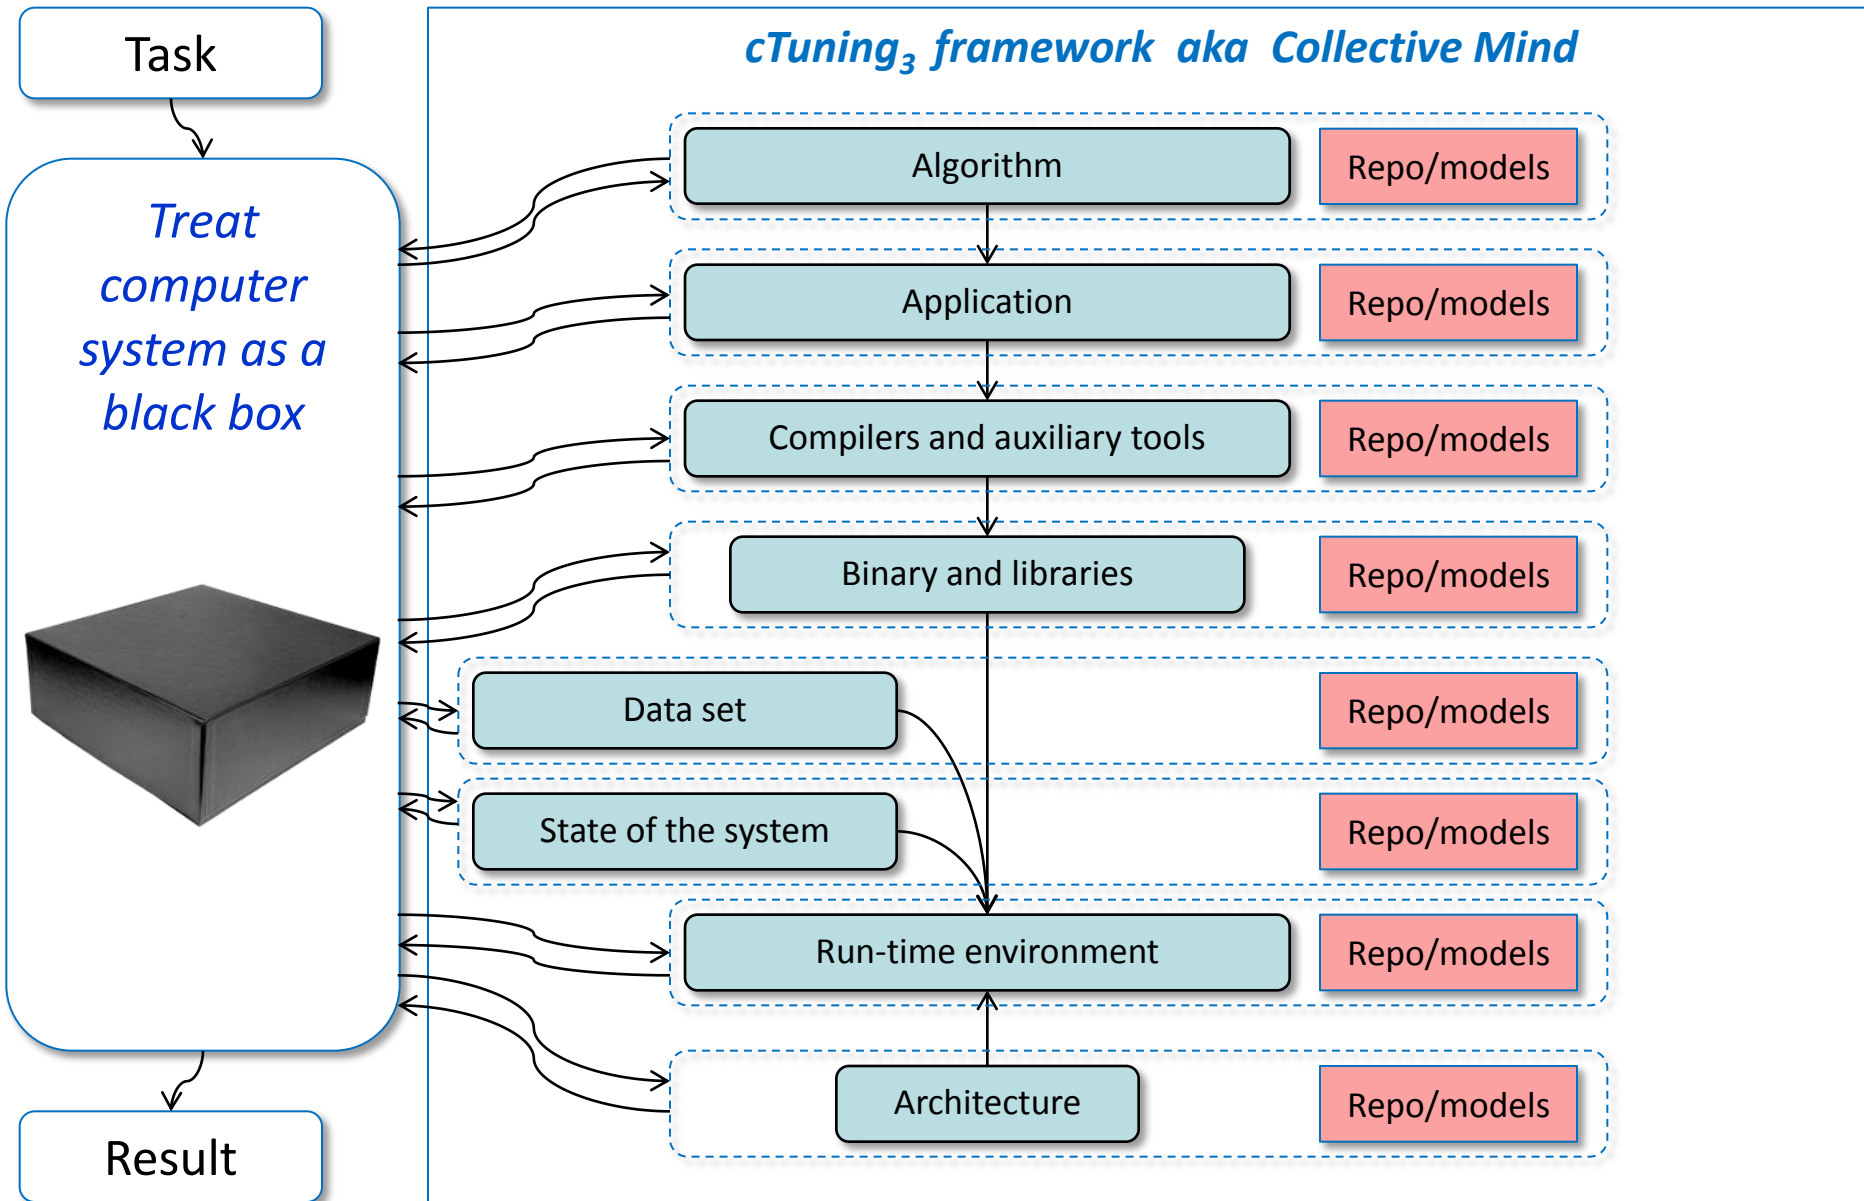 Task
cTuning3 framework aka Collective Mind
Treat
computer
system as a
black box
Algorithm
Repo/models
Application
Repo/models
Compilers and auxiliary tools
Repo/models
Binary and libraries
Repo/models
Data set
Repo/models
State of the system
Repo/models
Run-time environment
Repo/models
Architecture
Repo/models
Result